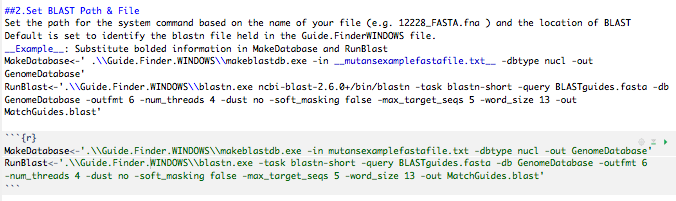 ##2.Set BLAST Path & File
Set the path for the system command based on the name of your file (e.g. 12228_FASTA.fna ) and the location of BLAST
Default is set to identify the blastn file held in the Guide.FinderWINDOWS file.
__Example__: Substitute bolded information in MakeDatabase and RunBlast
MakeDatabase<-' .\\Guide.Finder.WINDOWS\\makeblastdb.exe -in __mutansexamplefastafile.txt__ -dbtype nucl -out
GenomeDatabase'
RunBlast<-'.\\Guide.Finder.WINDOWS\\blastn.exe ncbi-blast-2.6.0+/bin/blastn -task blastn-short -query BLASTguides.fasta -db
GenomeDatabase -outfmt 6 -num_threads 4 -dust no -soft_masking false -max_target_seqs 5 -word_size 13 -out
MatchGuides.blast'
```{r}
MakeDatabase<-'.\\Guide.Finder.WINDOWS\\makeblastdb.exe -in mutansexamplefastafile.txt -dbtype nucl -out GenomeDatabase'
RunBlast<-'.\\Guide.Finder.WINDOWS\\blastn.exe -task blastn-short -query BLASTguides.fasta -db GenomeDatabase -outfmt 6
-num_threads 4 -dust no -soft_masking false -max_target_seqs 5 -word_size 13 -out MatchGuides.blast'
```